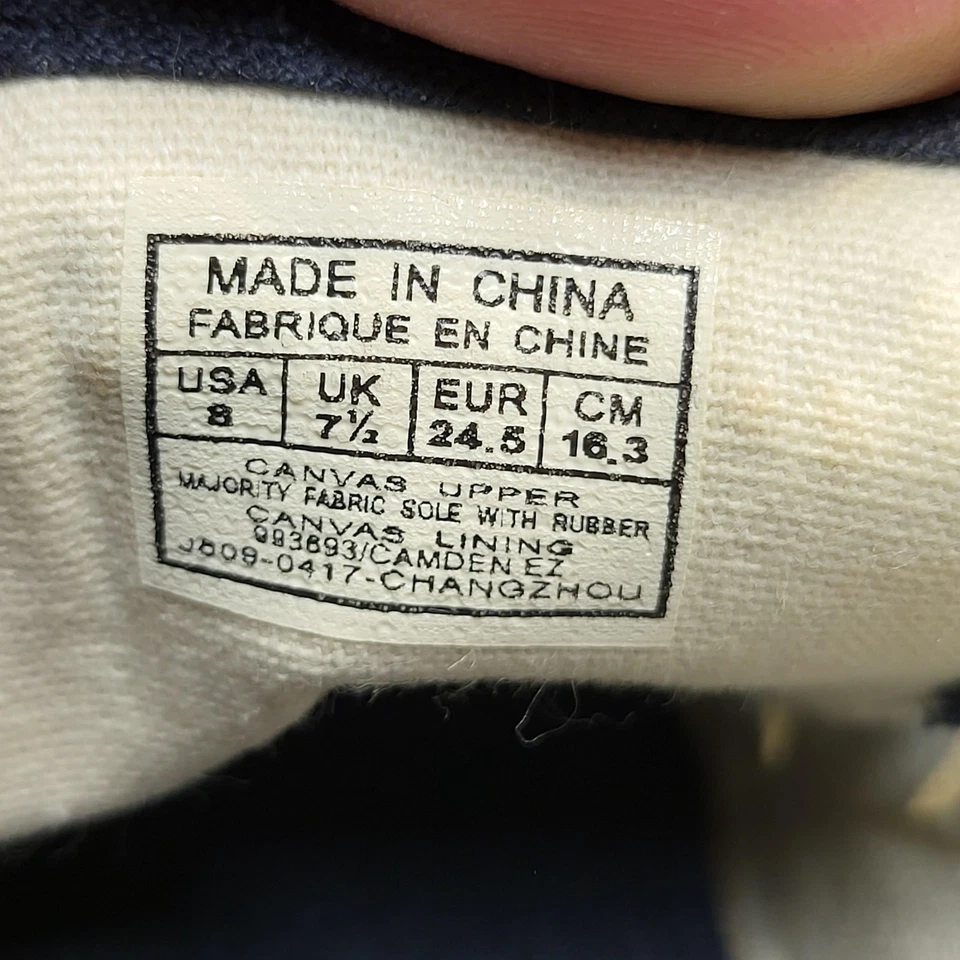 MADE IN CHINA
FABRIQUE EN CHINE
USA UK EUR CM
8 7½ 24.5 16.3
CANVAS UPPER
MAJORITY FABRIC SOLE WITH RUBBER
CANVAS LINING
993693/CAMDEN EZ
J809-0417-CHANGZHOU